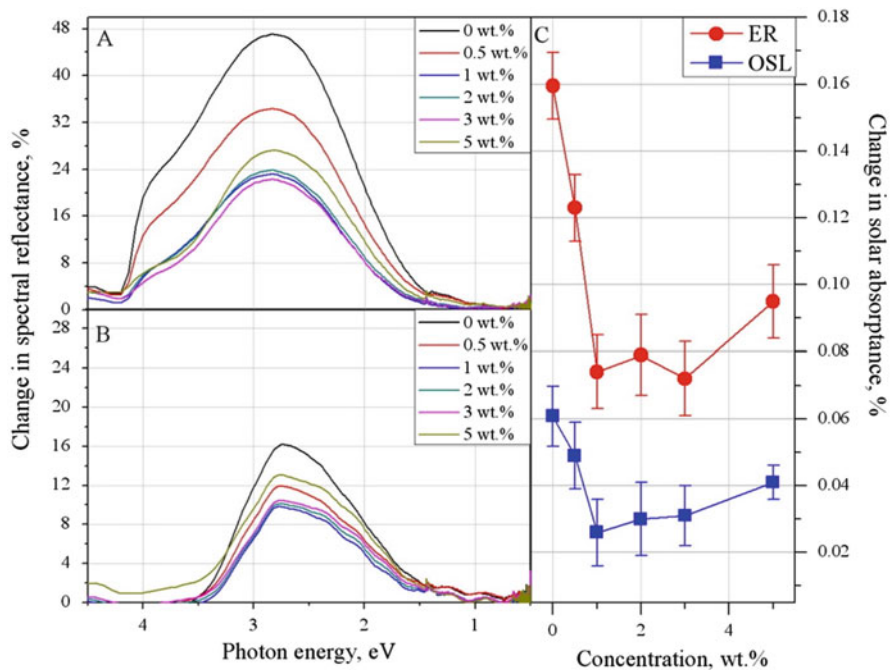 Change in spectral reflectance, %
A
48
40
32
24
16
8
0
0 wt.%
0.5 wt.%
1 wt.%
2 wt.%
3 wt.%
5 wt.%
B
28
24
20
16
12
8
4
0
0 wt.%
0.5 wt.%
1 wt.%
2 wt.%
3 wt.%
5 wt.%
4
3
2
1
Photon energy, eV
C
ER
OSL
0.18
0.16
0.14
0.12
0.10
0.08
0.06
0.04
0.02
Change in solar absorptance, %
0
2
4
Concentration, wt.%